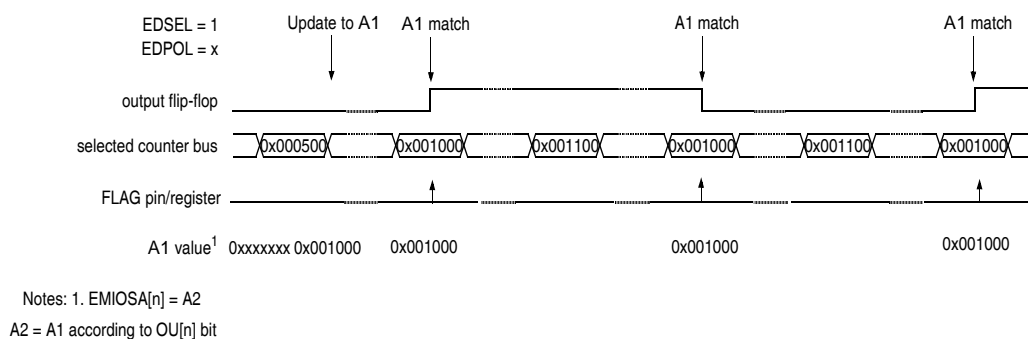 EDSEL = 1
EDPOL = x
Update to A1
A1 match
A1 match
A1 match
output flip-flop
selected counter bus
0x000500
0x001000
0x001100
0x001000
0x001100
0x001000
FLAG pin/register
A1 value1 0xxxxxxx 0x001000 0x001000 0x001000 0x001000
Notes: 1. EMIOSA[n] = A2
A2 = A1 according to OU[n] bit